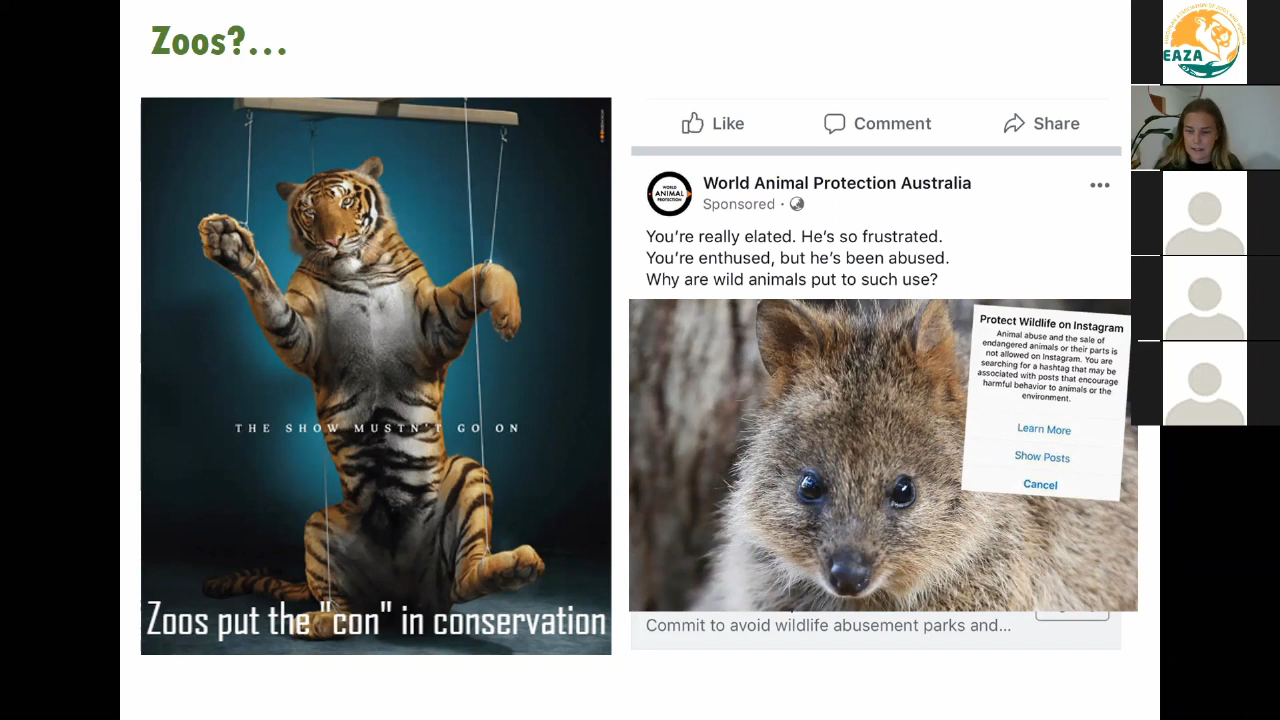 Zoos?...
THE SHOW MUSTN'T GO ON
Zoos put the "con" in conservation
Like Comment Share
World Animal Protection Australia
Sponsored ·
WORLD
ANIMAL
PROTECTION
You're really elated. He's so frustrated.
You're enthused, but he's been abused.
Why are wild animals put to such use?
Protect Wildlife on Instagram
Animal abuse and the sale of
endangered animals or their parts is
not allowed on Instagram. You are
searching for a hashtag that may be
associated with posts that encourage
harmful behavior to animals or the
environment.
Learn More
Show Posts
Cancel
Commit to avoid wildlife abusement parks and...
EAZA